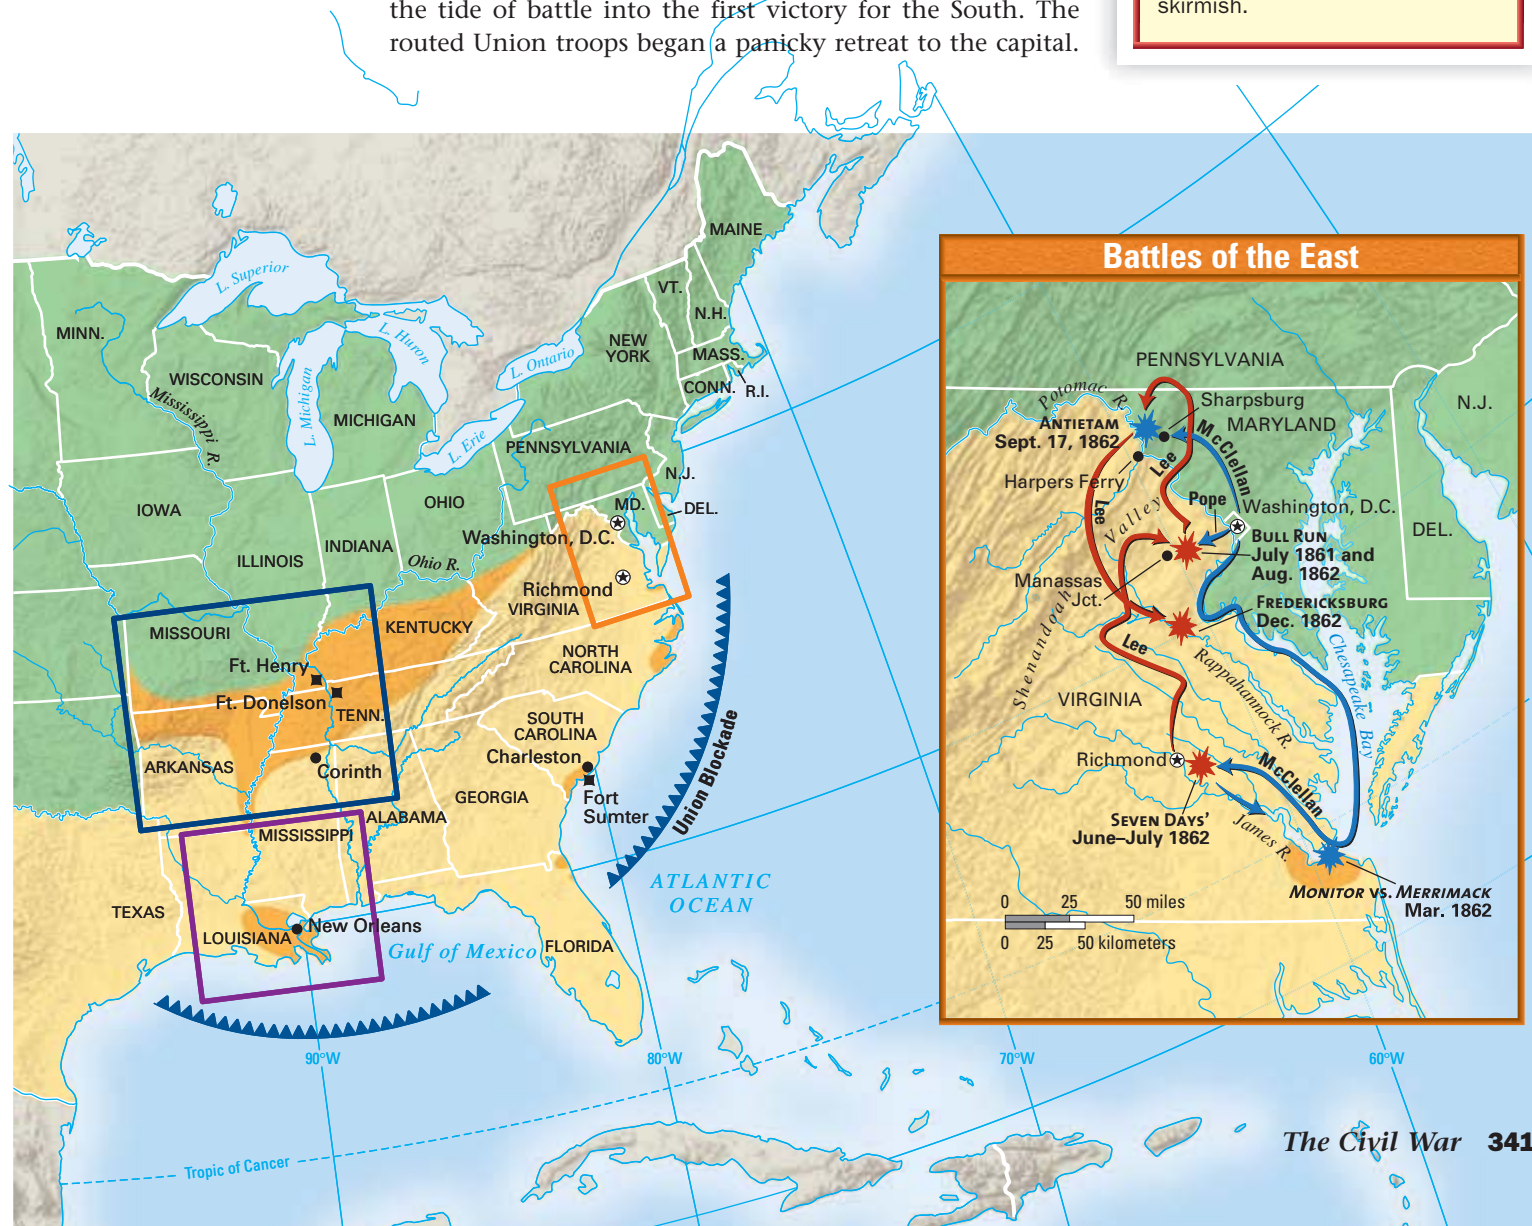 the tide of battle into the first victory for the South. The
routed Union troops began a panicky retreat to the capital.
skirmish.
MAINE
VT.
N.H.
MINN.
L. Superior
L. Huron
NEW
YORK
MASS.
L. Ontario
WISCONSIN
L. Michigan
CONN.
R.I.
Mississippi R.
MICHIGAN
L. Erie
PENNSYLVANIA
N.J.
IOWA
OHIO
MD.
DEL.
Washington, D.C.
ILLINOIS
INDIANA
Ohio R.
Richmond
VIRGINIA
MISSOURI
KENTUCKY
Ft. Henry
NORTH
CAROLINA
Ft. Donelson
TENN.
SOUTH
CAROLINA
Charleston
ARKANSAS
Corinth
GEORGIA
Fort
Sumter
Union Blockade
ALABAMA
MISSISSIPPI
ATLANTIC
OCEAN
TEXAS
New Orleans
LOUISIANA
Gulf of Mexico
FLORIDA
90°W
80°W
70°W
60°W
Tropic of Cancer
Battles of the East
PENNSYLVANIA
Potomac R.
Sharpsburg
N.J.
ANTIETAM
Sept. 17, 1862
MARYLAND
McClellan
Lee
Harpers Ferry
Pope
Washington, D.C.
Lee
Shenandoah Valley
BULL RUN
July 1861 and
Aug. 1862
DEL.
Manassas
Jct.
FREDERICKSBURG
Dec. 1862
Lee
Rappahannock R.
Chesapeake Bay
VIRGINIA
Richmond
McClellan
SEVEN DAYS'
June–July 1862
James R.
MONITOR VS. MERRIMACK
Mar. 1862
0 25 50 miles
0 25 50 kilometers
The Civil War 341